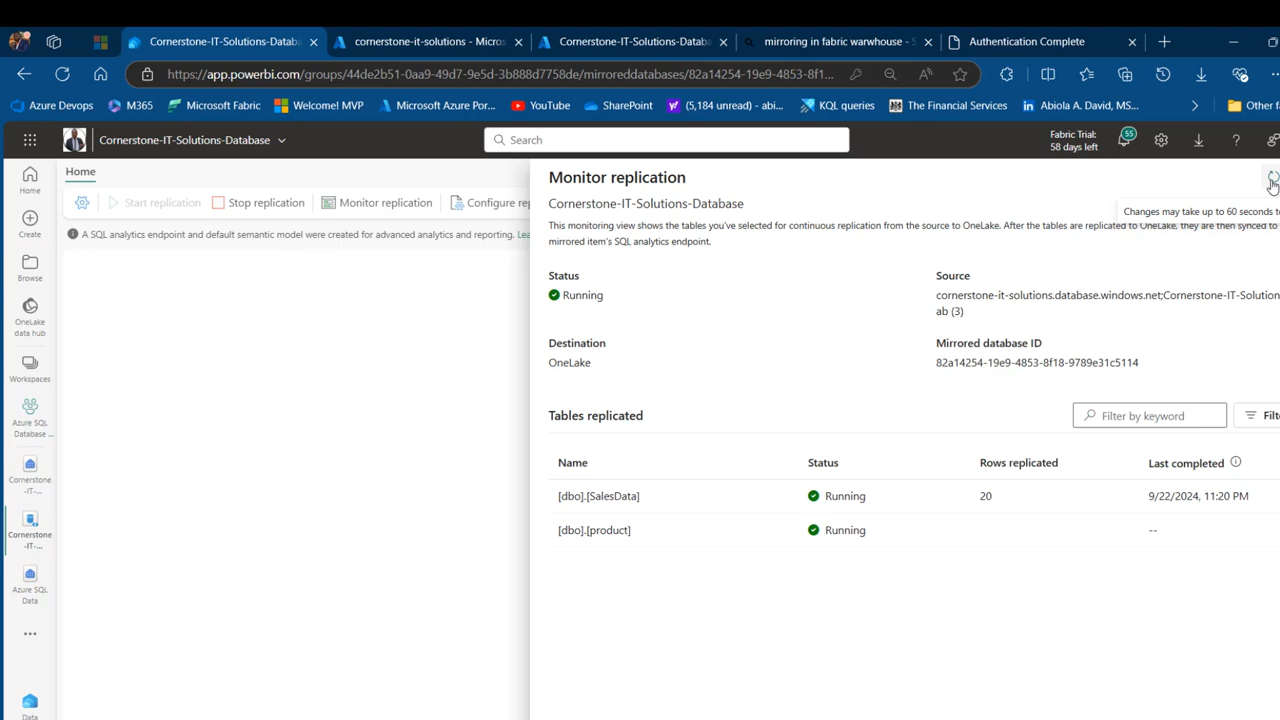 Cornerstone-IT-Solutions-Databa
cornerstone-it-solutions - Micros
Cornerstone-IT-Solutions-Databa
mirroring in fabric warwhouse - S
Authentication Complete
https://app.powerbi.com/groups/44de2b51-0aa9-49d7-9e5d-3b888d7758de/mirroreddatabases/82a14254-19e9-4853-8f1...
Azure Devops
M365
Microsoft Fabric
Welcome! MVP
Microsoft Azure Por...
YouTube
SharePoint
(5,184 unread) - abi...
KQL queries
The Financial Services
Abiola A. David, MS...
Other f
Cornerstone-IT-Solutions-Database
Search
Fabric Trial:
58 days left
55
Home
Create
Browse
OneLake
data hub
Workspaces
Azure SQL
Database ...
Cornerstone
-IT-...
Cornerstone
-IT-...
Azure SQL
Data
Data
Home
Start replication
Stop replication
Monitor replication
Configure rep
A SQL analytics endpoint and default semantic model were created for advanced analytics and reporting. Lea
Monitor replication
Cornerstone-IT-Solutions-Database
Changes may take up to 60 seconds to
This monitoring view shows the tables you've selected for continuous replication from the source to OneLake. After the tables are replicated to OneLake, they are then synced to
mirrored item's SQL analytics endpoint.
Status
Running
Source
cornerstone-it-solutions.database.windows.net;Cornerstone-IT-Solution
ab (3)
Destination
OneLake
Mirrored database ID
82a14254-19e9-4853-8f18-9789e31c5114
Tables replicated
Filter by keyword
Filt
Name
Status
Rows replicated
Last completed
[dbo].[SalesData]
Running
20
9/22/2024, 11:20 PM
[dbo].[product]
Running
--